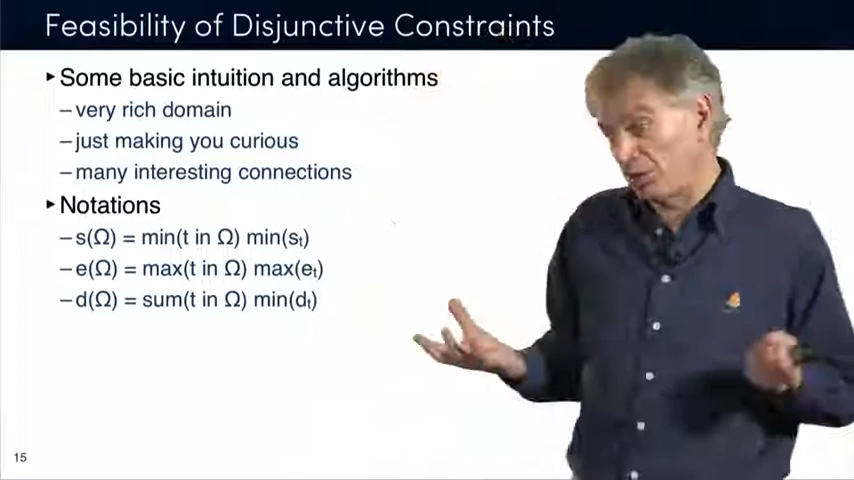 Feasibility of Disjunctive Constraints
▸Some basic intuition and algorithms
–very rich domain
–just making you curious
–many interesting connections
▸Notations
–s(Ω) = min(t in Ω) min(sₜ)
–e(Ω) = max(t in Ω) max(eₜ)
–d(Ω) = sum(t in Ω) min(dₜ)
15